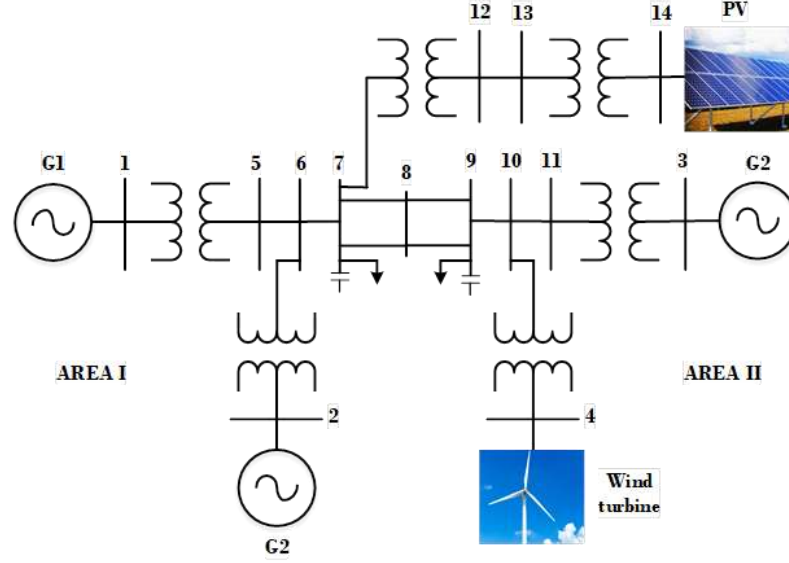 12 13 14 PV
G1 1 5 6 7 8 9 10 11 3 G2
AREA I
AREA II
2
4
G2
Wind
turbine